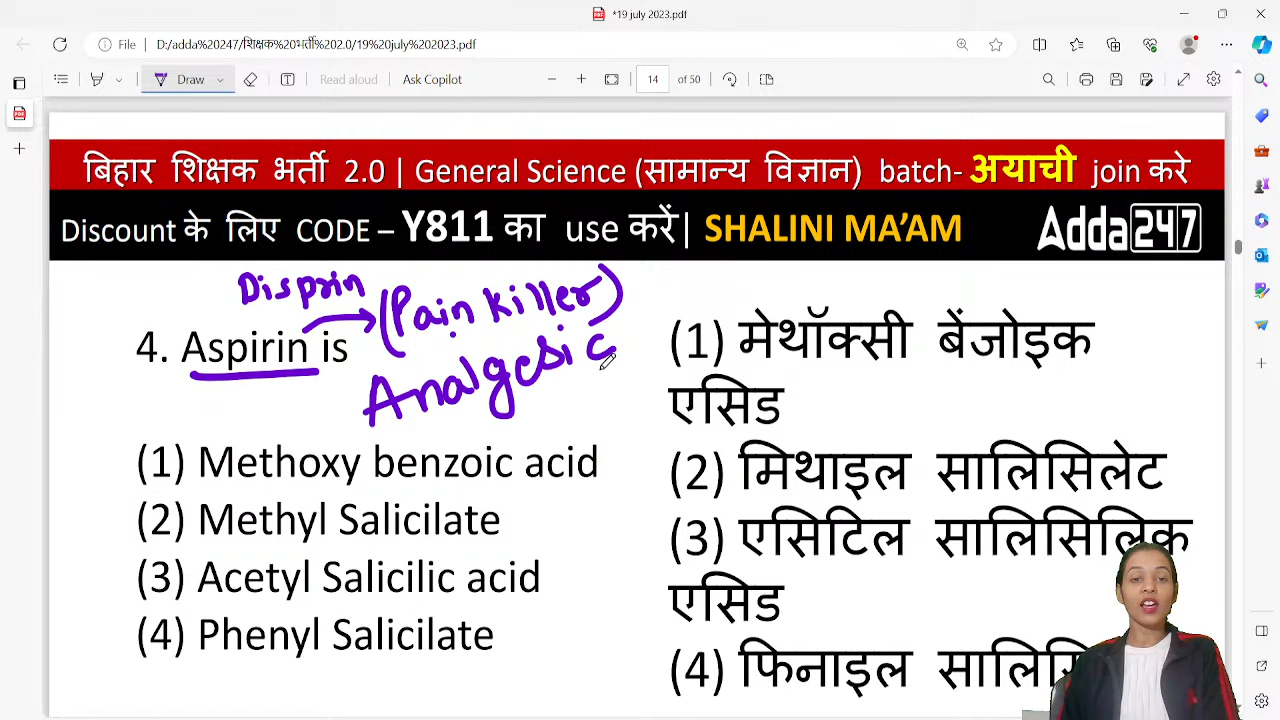 *19 july 2023.pdf
File D:/adda%20247/शिक्षक%20भर्ती%202.0/19%20july%202023.pdf
Draw Read aloud Ask Copilot 14 of 50
बिहार शिक्षक भर्ती 2.0 | General Science (सामान्य विज्ञान) batch- अयाची join करे
Discount के लिए CODE – Y811 का use करें| SHALINI MA’AM Adda247
Disprin
(Pain killer)
4. Aspirin is
Analgesic
(1) Methoxy benzoic acid
(2) Methyl Salicilate
(3) Acetyl Salicilic acid
(4) Phenyl Salicilate
(1) मेथॉक्सी बेंजोइक
एसिड
(2) मिथाइल सालिसिलेट
(3) एसिटिल सालिसिलिक
एसिड
(4) फिनाइल